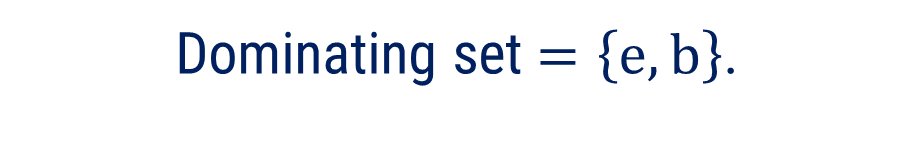 Dominating set = {e, b}.